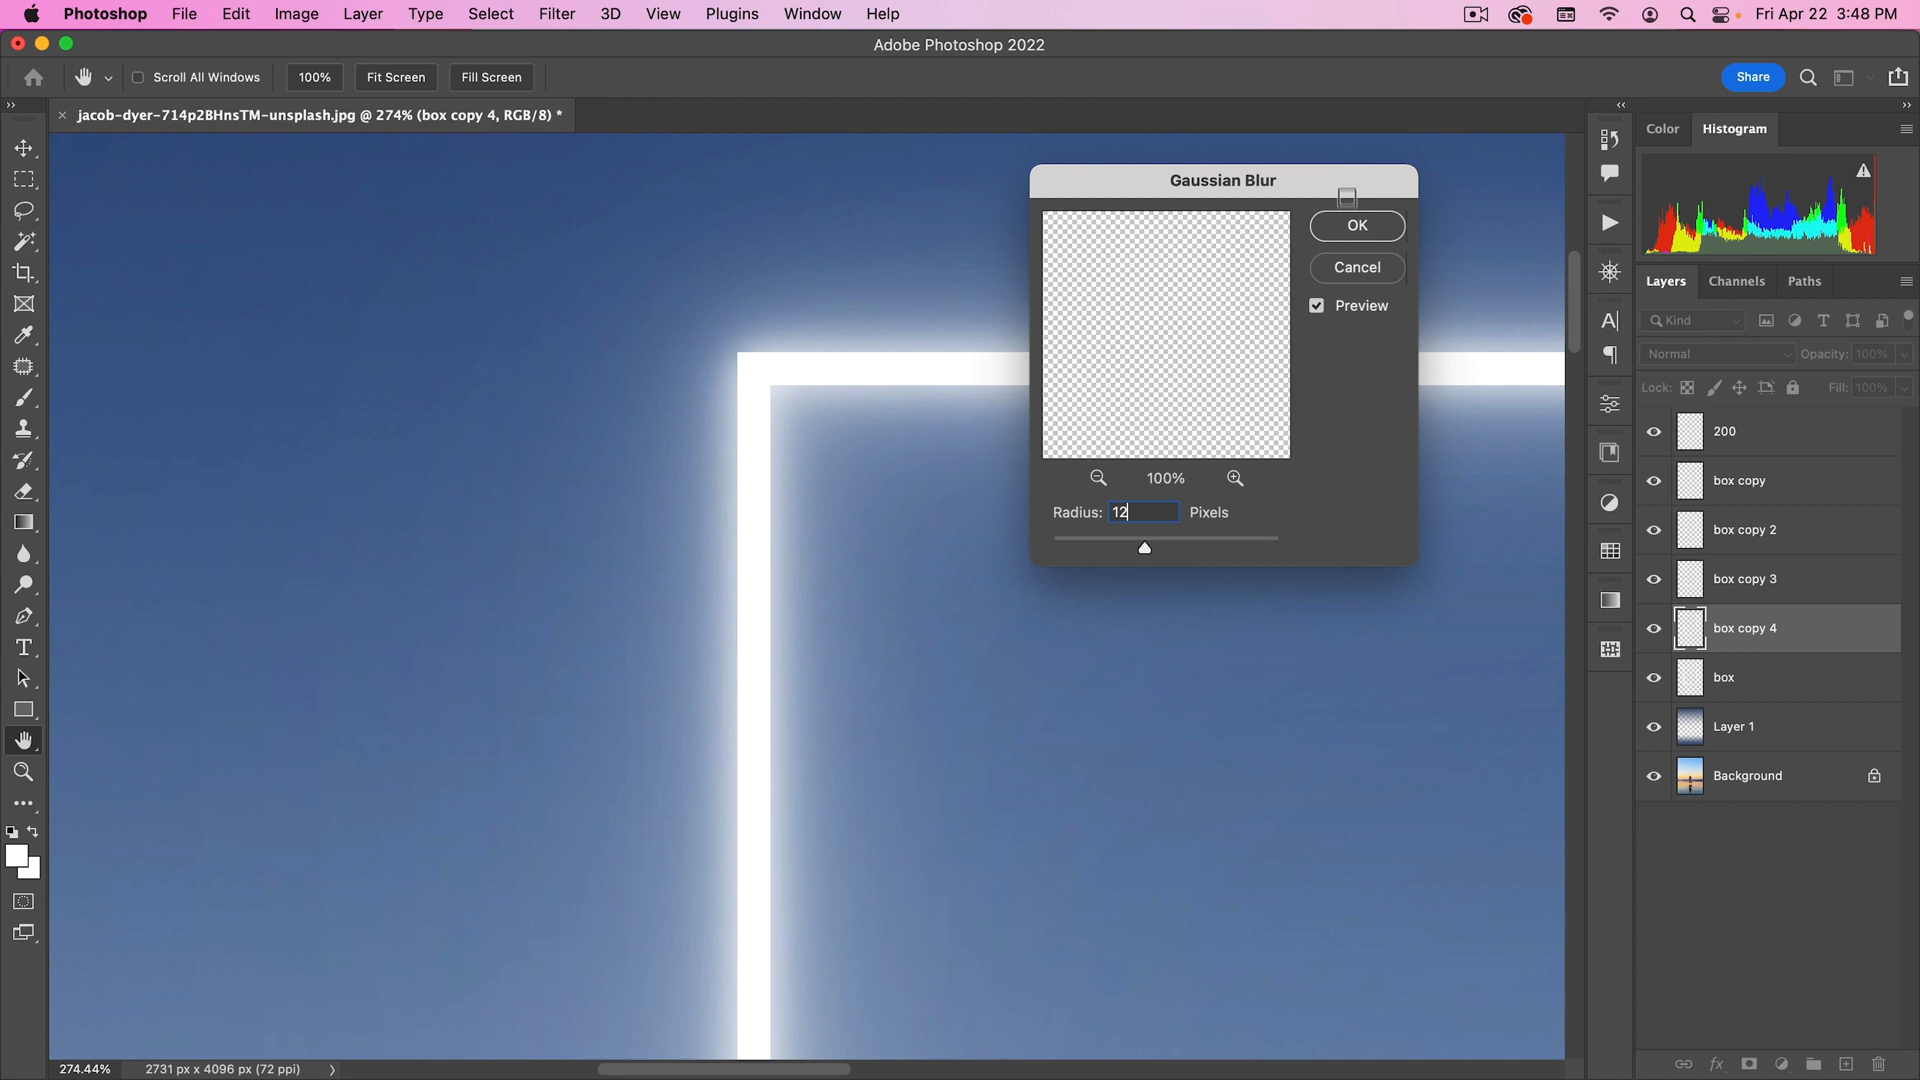 Photoshop File Edit Image Layer Type Select Filter 3D View Plugins Window Help Fri Apr 22 3:48 PM
Adobe Photoshop 2022
Scroll All Windows 100% Fit Screen Fill Screen Share
jacob-dyer-714p2BHnsTM-unsplash.jpg @ 274% (box copy 4, RGB/8) *
Color Histogram
Gaussian Blur
OK
Cancel
Preview
100%
Radius: 12 Pixels
Layers Channels Paths
Kind
Normal Opacity: 100%
Lock: Fill: 100%
200
box copy
box copy 2
box copy 3
box copy 4
box
Layer 1
Background
274.44% 2731 px x 4096 px (72 ppi)